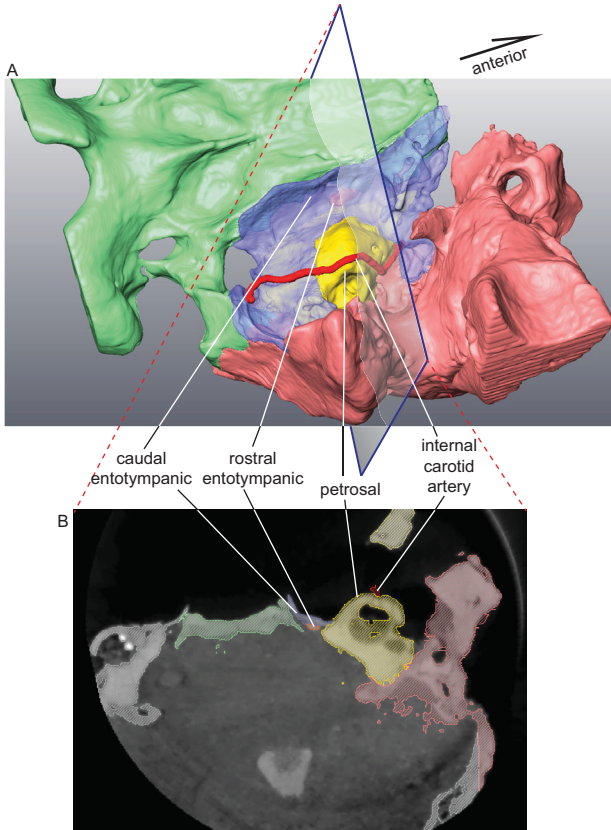 A
anterior
caudal
entotympanic
rostral
entotympanic
petrosal
internal
carotid
artery
B